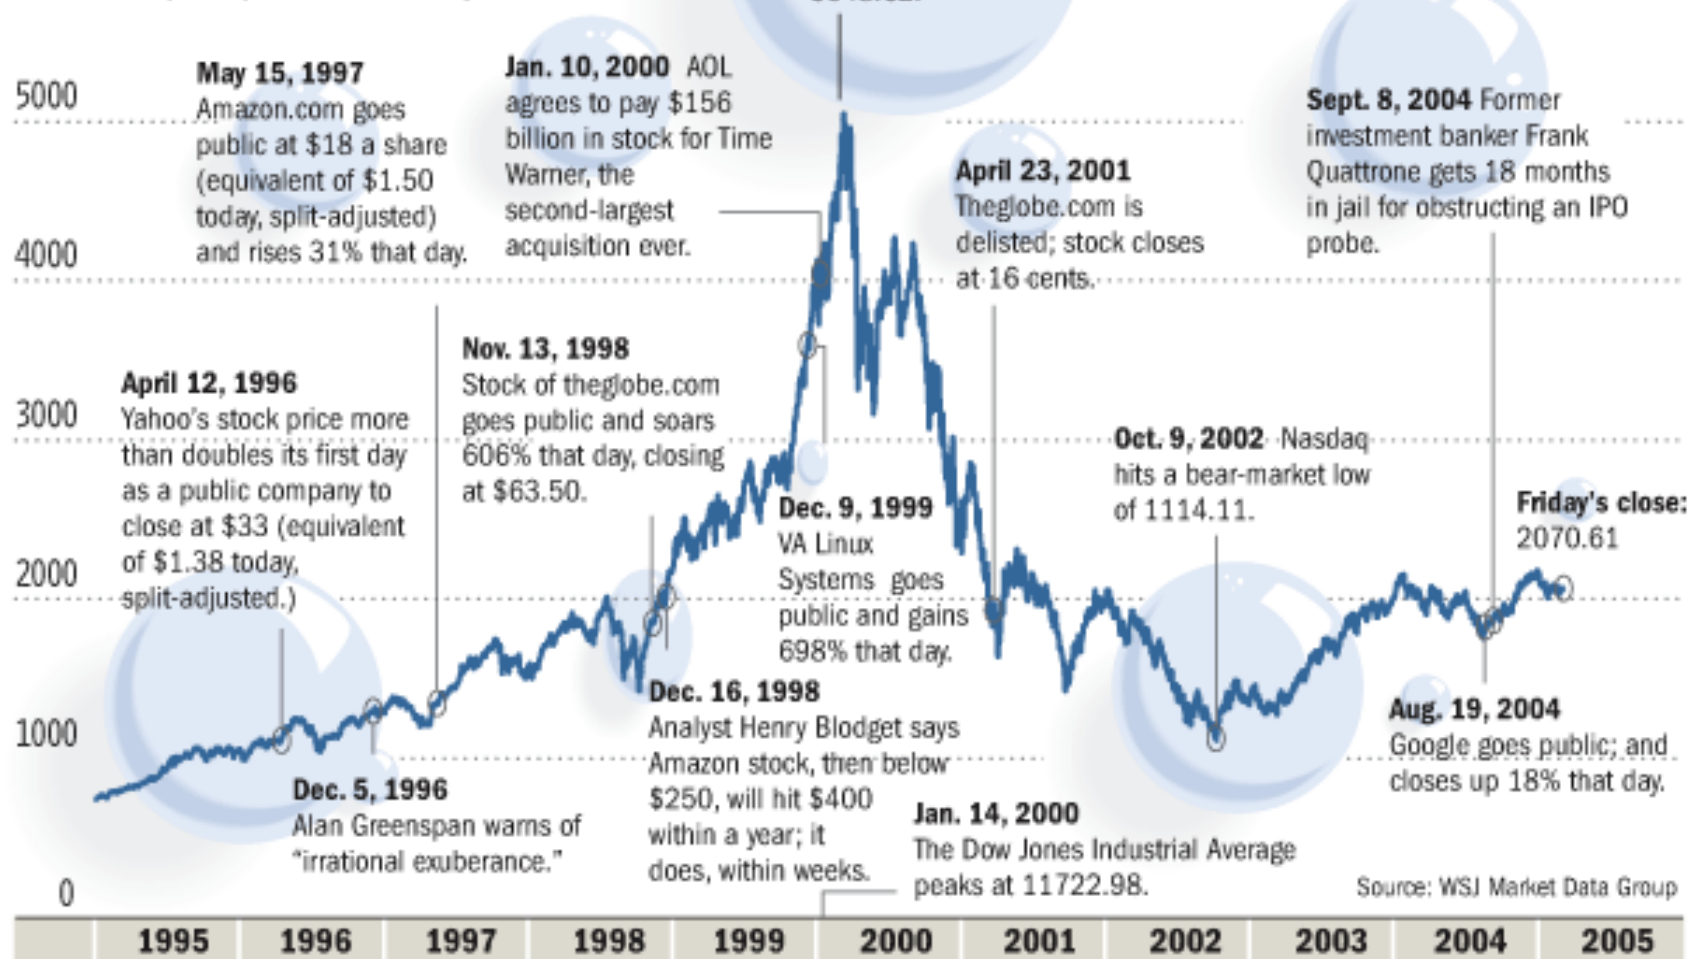 5000
4000
3000
2000
1000
0
May 15, 1997
Amazon.com goes
public at $18 a share
(equivalent of $1.50
today, split-adjusted)
and rises 31% that day.
Jan. 10, 2000 AOL
agrees to pay $156
billion in stock for Time
Warner, the
second-largest
acquisition ever.
April 23, 2001
Theglobe.com is
delisted; stock closes
at 16 cents.
Sept. 8, 2004 Former
investment banker Frank
Quattrone gets 18 months
in jail for obstructing an IPO
probe.
April 12, 1996
Yahoo's stock price more
than doubles its first day
as a public company to
close at $33 (equivalent
of $1.38 today,
split-adjusted.)
Nov. 13, 1998
Stock of theglobe.com
goes public and soars
606% that day, closing
at $63.50.
Dec. 9, 1999
VA Linux
Systems goes
public and gains
698% that day.
Oct. 9, 2002 Nasdaq
hits a bear-market low
of 1114.11.
Friday's close:
2070.61
Dec. 5, 1996
Alan Greenspan warns of
“irrational exuberance.”
Dec. 16, 1998
Analyst Henry Blodget says
Amazon stock, then below
$250, will hit $400
within a year; it
does, within weeks.
Jan. 14, 2000
The Dow Jones Industrial Average
peaks at 11722.98.
Aug. 19, 2004
Google goes public; and
closes up 18% that day.
Source: WSJ Market Data Group
1995 1996 1997 1998 1999 2000 2001 2002 2003 2004 2005